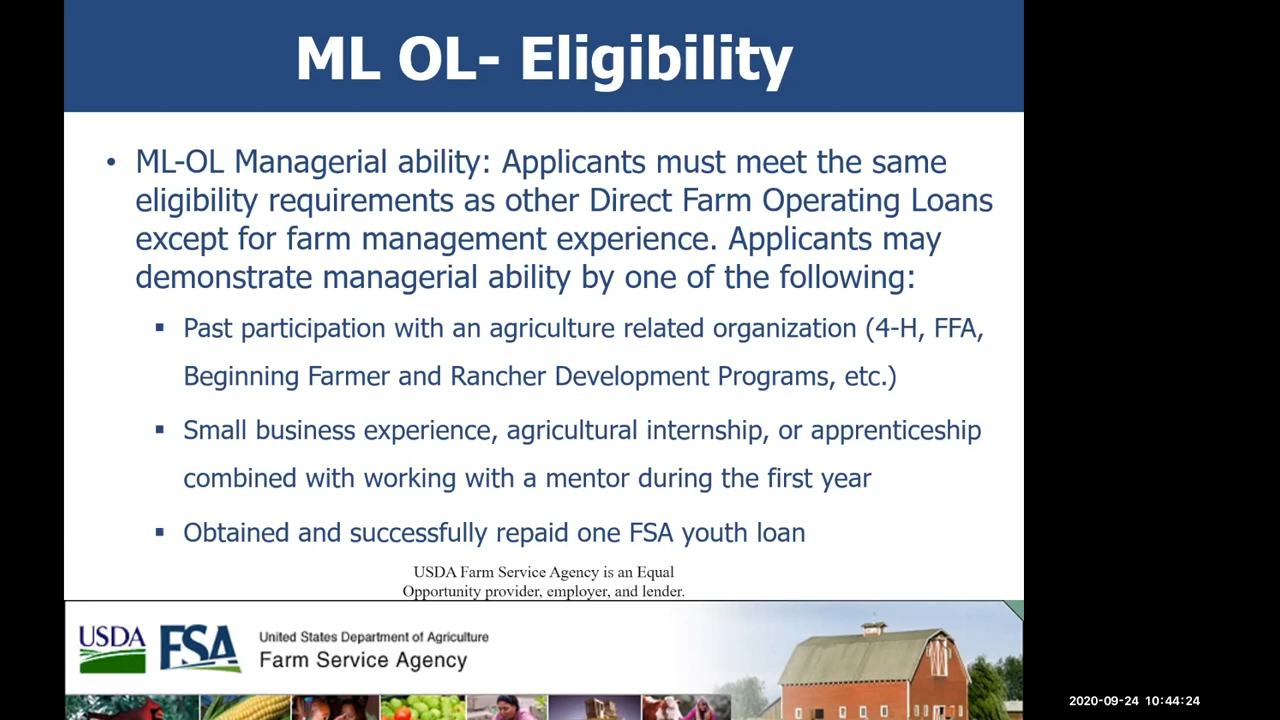 ML OL- Eligibility
• ML-OL Managerial ability: Applicants must meet the same
eligibility requirements as other Direct Farm Operating Loans
except for farm management experience. Applicants may
demonstrate managerial ability by one of the following:
▪ Past participation with an agriculture related organization (4-H, FFA,
Beginning Farmer and Rancher Development Programs, etc.)
▪ Small business experience, agricultural internship, or apprenticeship
combined with working with a mentor during the first year
▪ Obtained and successfully repaid one FSA youth loan
USDA Farm Service Agency is an Equal
Opportunity provider, employer, and lender.
USDA FSA United States Department of Agriculture
Farm Service Agency
2020-09-24 10:44:24